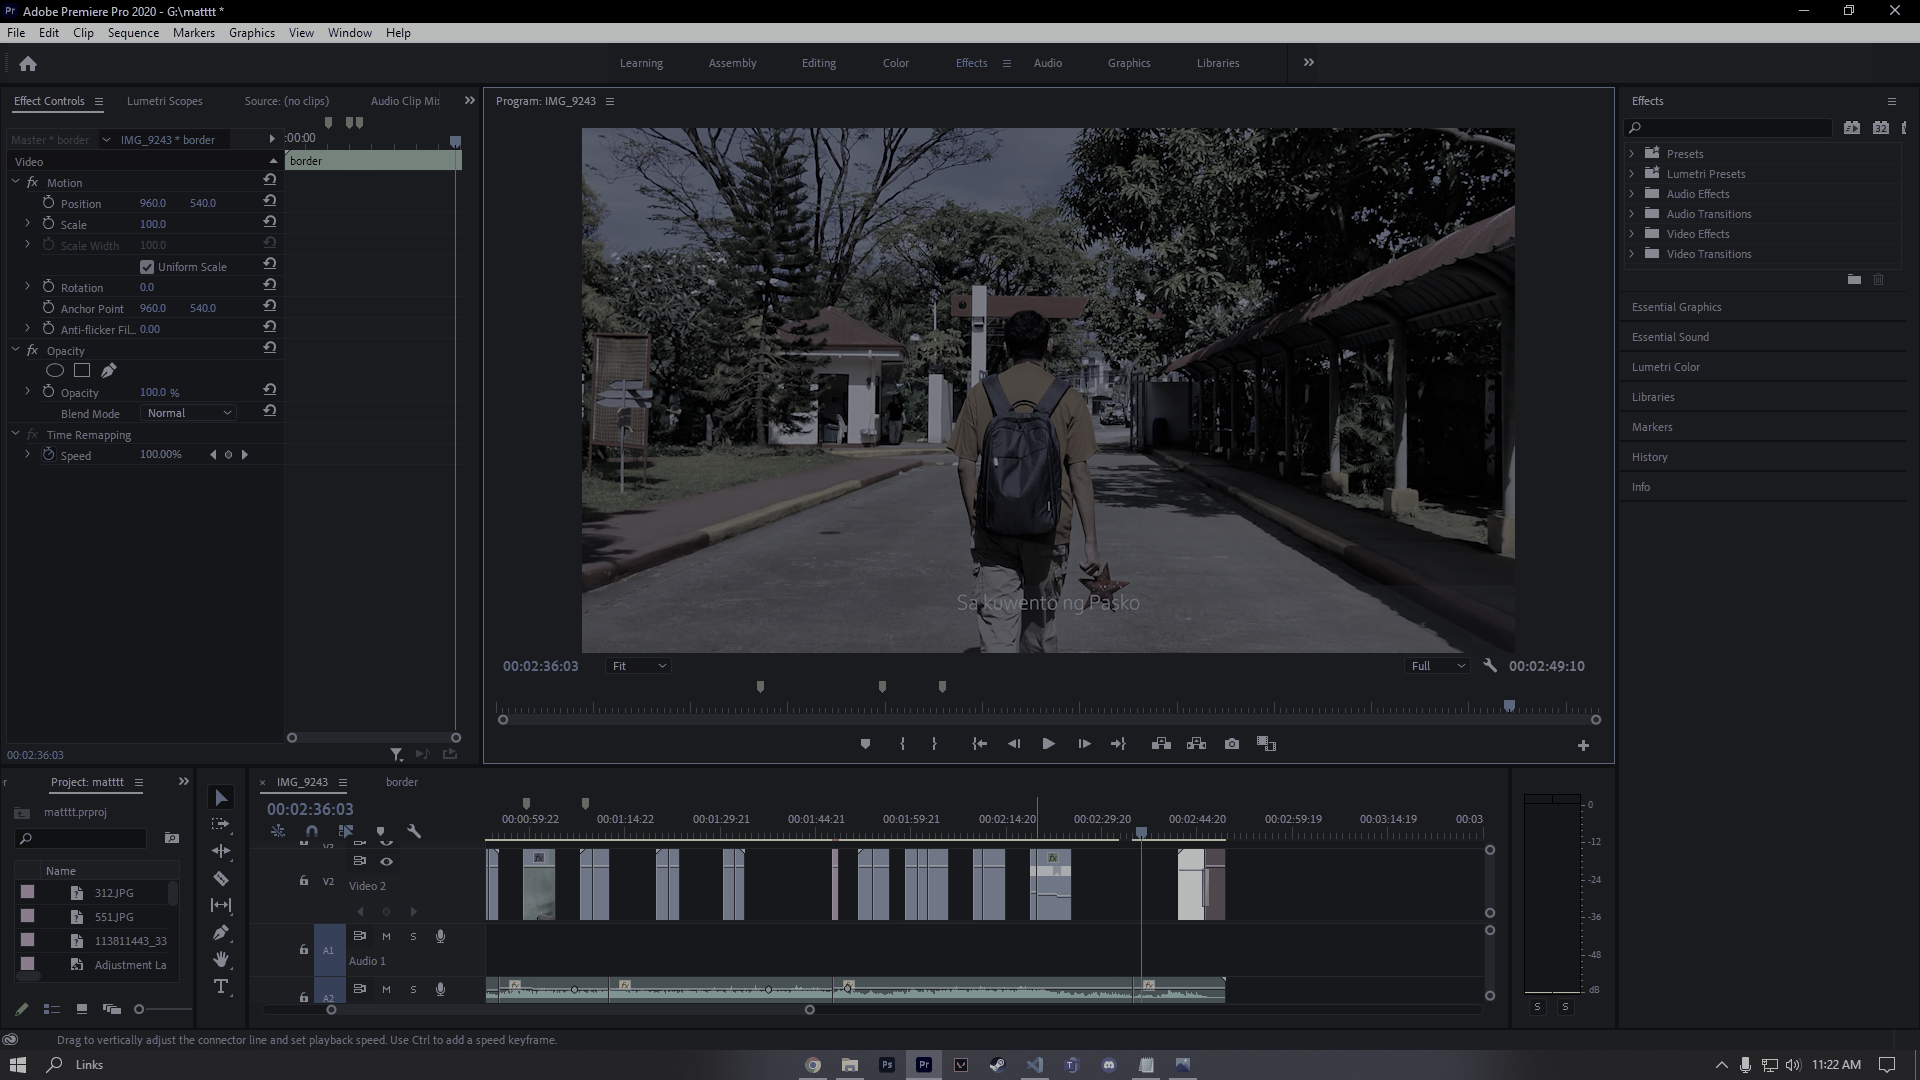 Pr Adobe Premiere Pro 2020 - G:\matttt *
File Edit Clip Sequence Markers Graphics View Window Help
Learning Assembly Editing Color Effects Audio Graphics Libraries
Effect Controls Lumetri Scopes Source: (no clips) Audio Clip Mi
Master * border IMG_9243 * border
:00:00
Video
border
Motion
Position 960.0 540.0
Scale 100.0
Scale Width 100.0
Uniform Scale
Rotation 0.0
Anchor Point 960.0 540.0
Anti-flicker Fil... 0.00
Opacity
Opacity 100.0 %
Blend Mode Normal
Time Remapping
Speed 100.00%
00:02:36:03
Program: IMG_9243
Sa kuwento ng Pasko
00:02:36:03 Fit Full 00:02:49:10
Effects
32
Presets
Lumetri Presets
Audio Effects
Audio Transitions
Video Effects
Video Transitions
Essential Graphics
Essential Sound
Lumetri Color
Libraries
Markers
History
Info
Project: matttt
matttt.prproj
Name
312.JPG
551.JPG
113811443_33
Adjustment La
IMG_9243 border
00:02:36:03
00:00:59:22 00:01:14:22 00:01:29:21 00:01:44:21 00:01:59:21 00:02:14:20 00:02:29:20 00:02:44:20 00:02:59:19 00:03:14:19 00:03
V2 Video 2
A1 M S
Audio 1
A2 M S
0
-12
-24
-36
-48
dB
S S
Drag to vertically adjust the connector line and set playback speed. Use Ctrl to add a speed keyframe.
Links
Ps Pr
11:22 AM